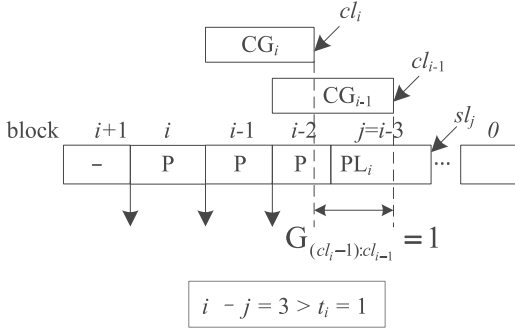 cl_i
CG_i
cl_{i-1}
CG_{i-1}
block i+1 i i-1 i-2 j=i-3 sl_j 0
– P P P PL_i ...
G_{(cl_i-1):cl_{i-1}} = 1
i - j = 3 > t_i = 1